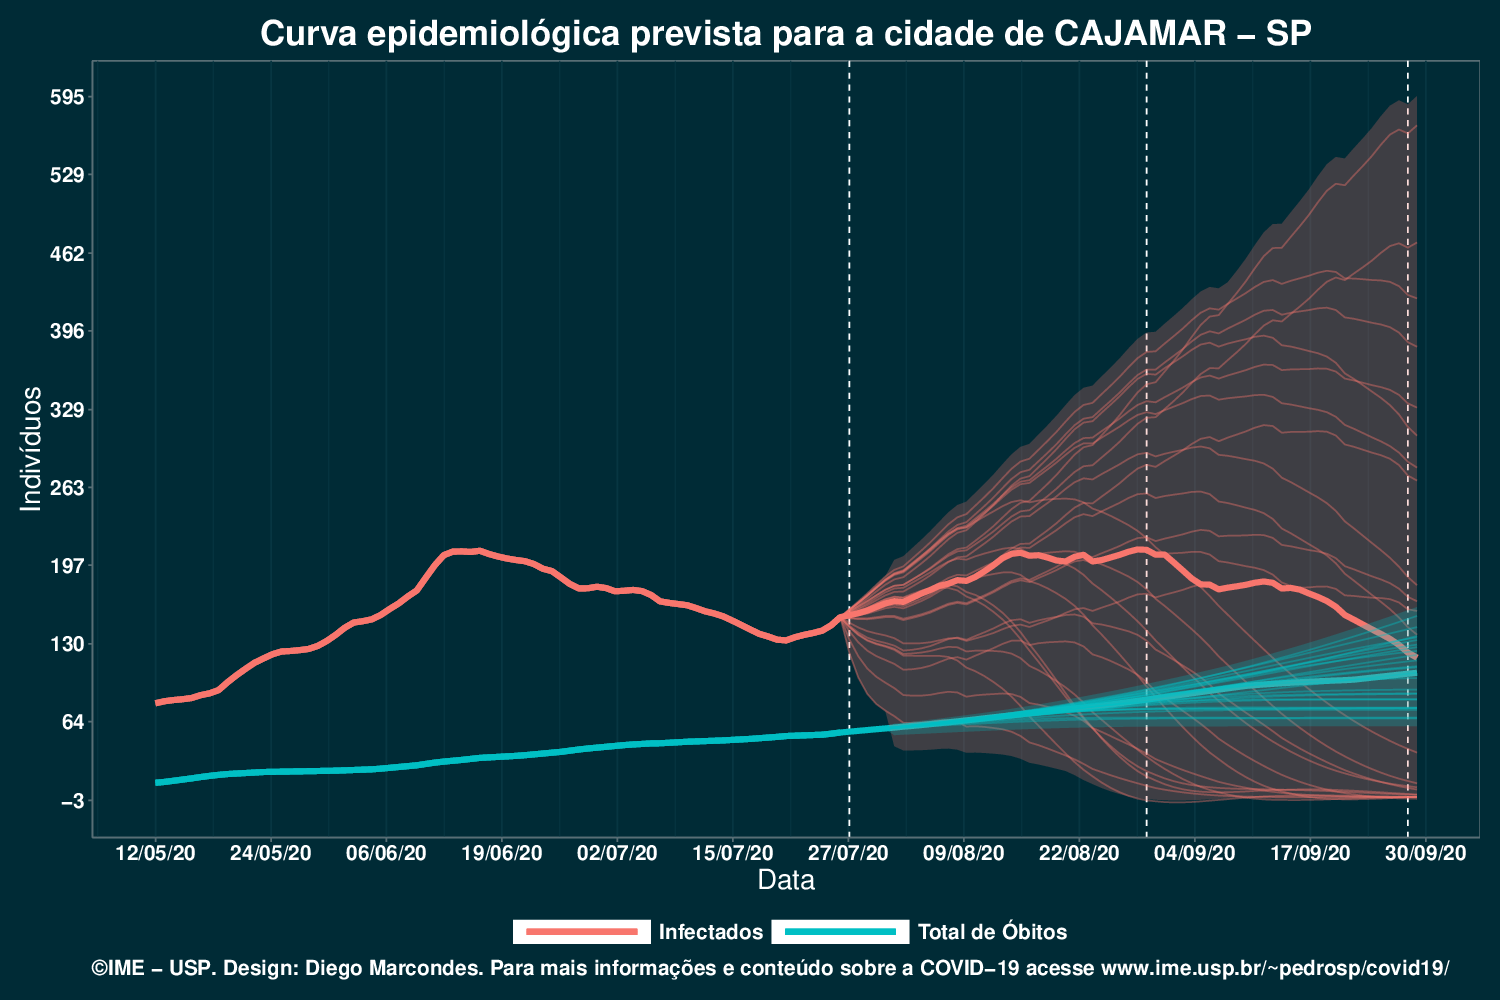 Curva epidemiológica prevista para a cidade de CAJAMAR – SP
595
529
462
396
329
263
197
130
64
–3
Indivíduos
12/05/20 24/05/20 06/06/20 19/06/20 02/07/20 15/07/20 27/07/20 09/08/20 22/08/20 04/09/20 17/09/20 30/09/20
Data
Infectados Total de Óbitos
©IME – USP. Design: Diego Marcondes. Para mais informações e conteúdo sobre a COVID–19 acesse www.ime.usp.br/~pedrosp/covid19/